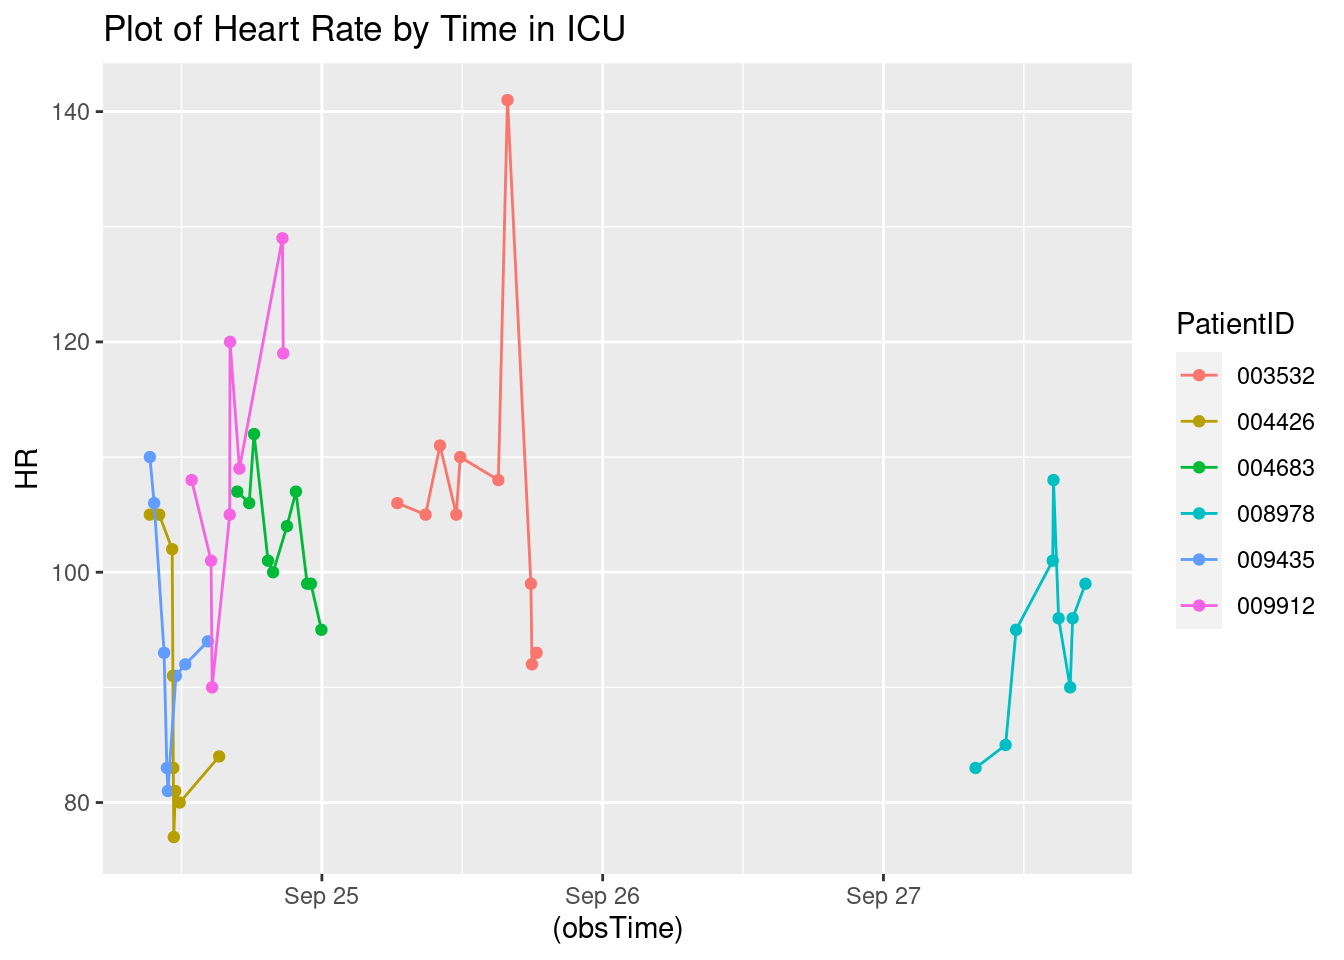 Plot of Heart Rate by Time in ICU
140
120
100
80
HR
Sep 25
Sep 26
Sep 27
(obsTime)
PatientID
003532
004426
004683
008978
009435
009912